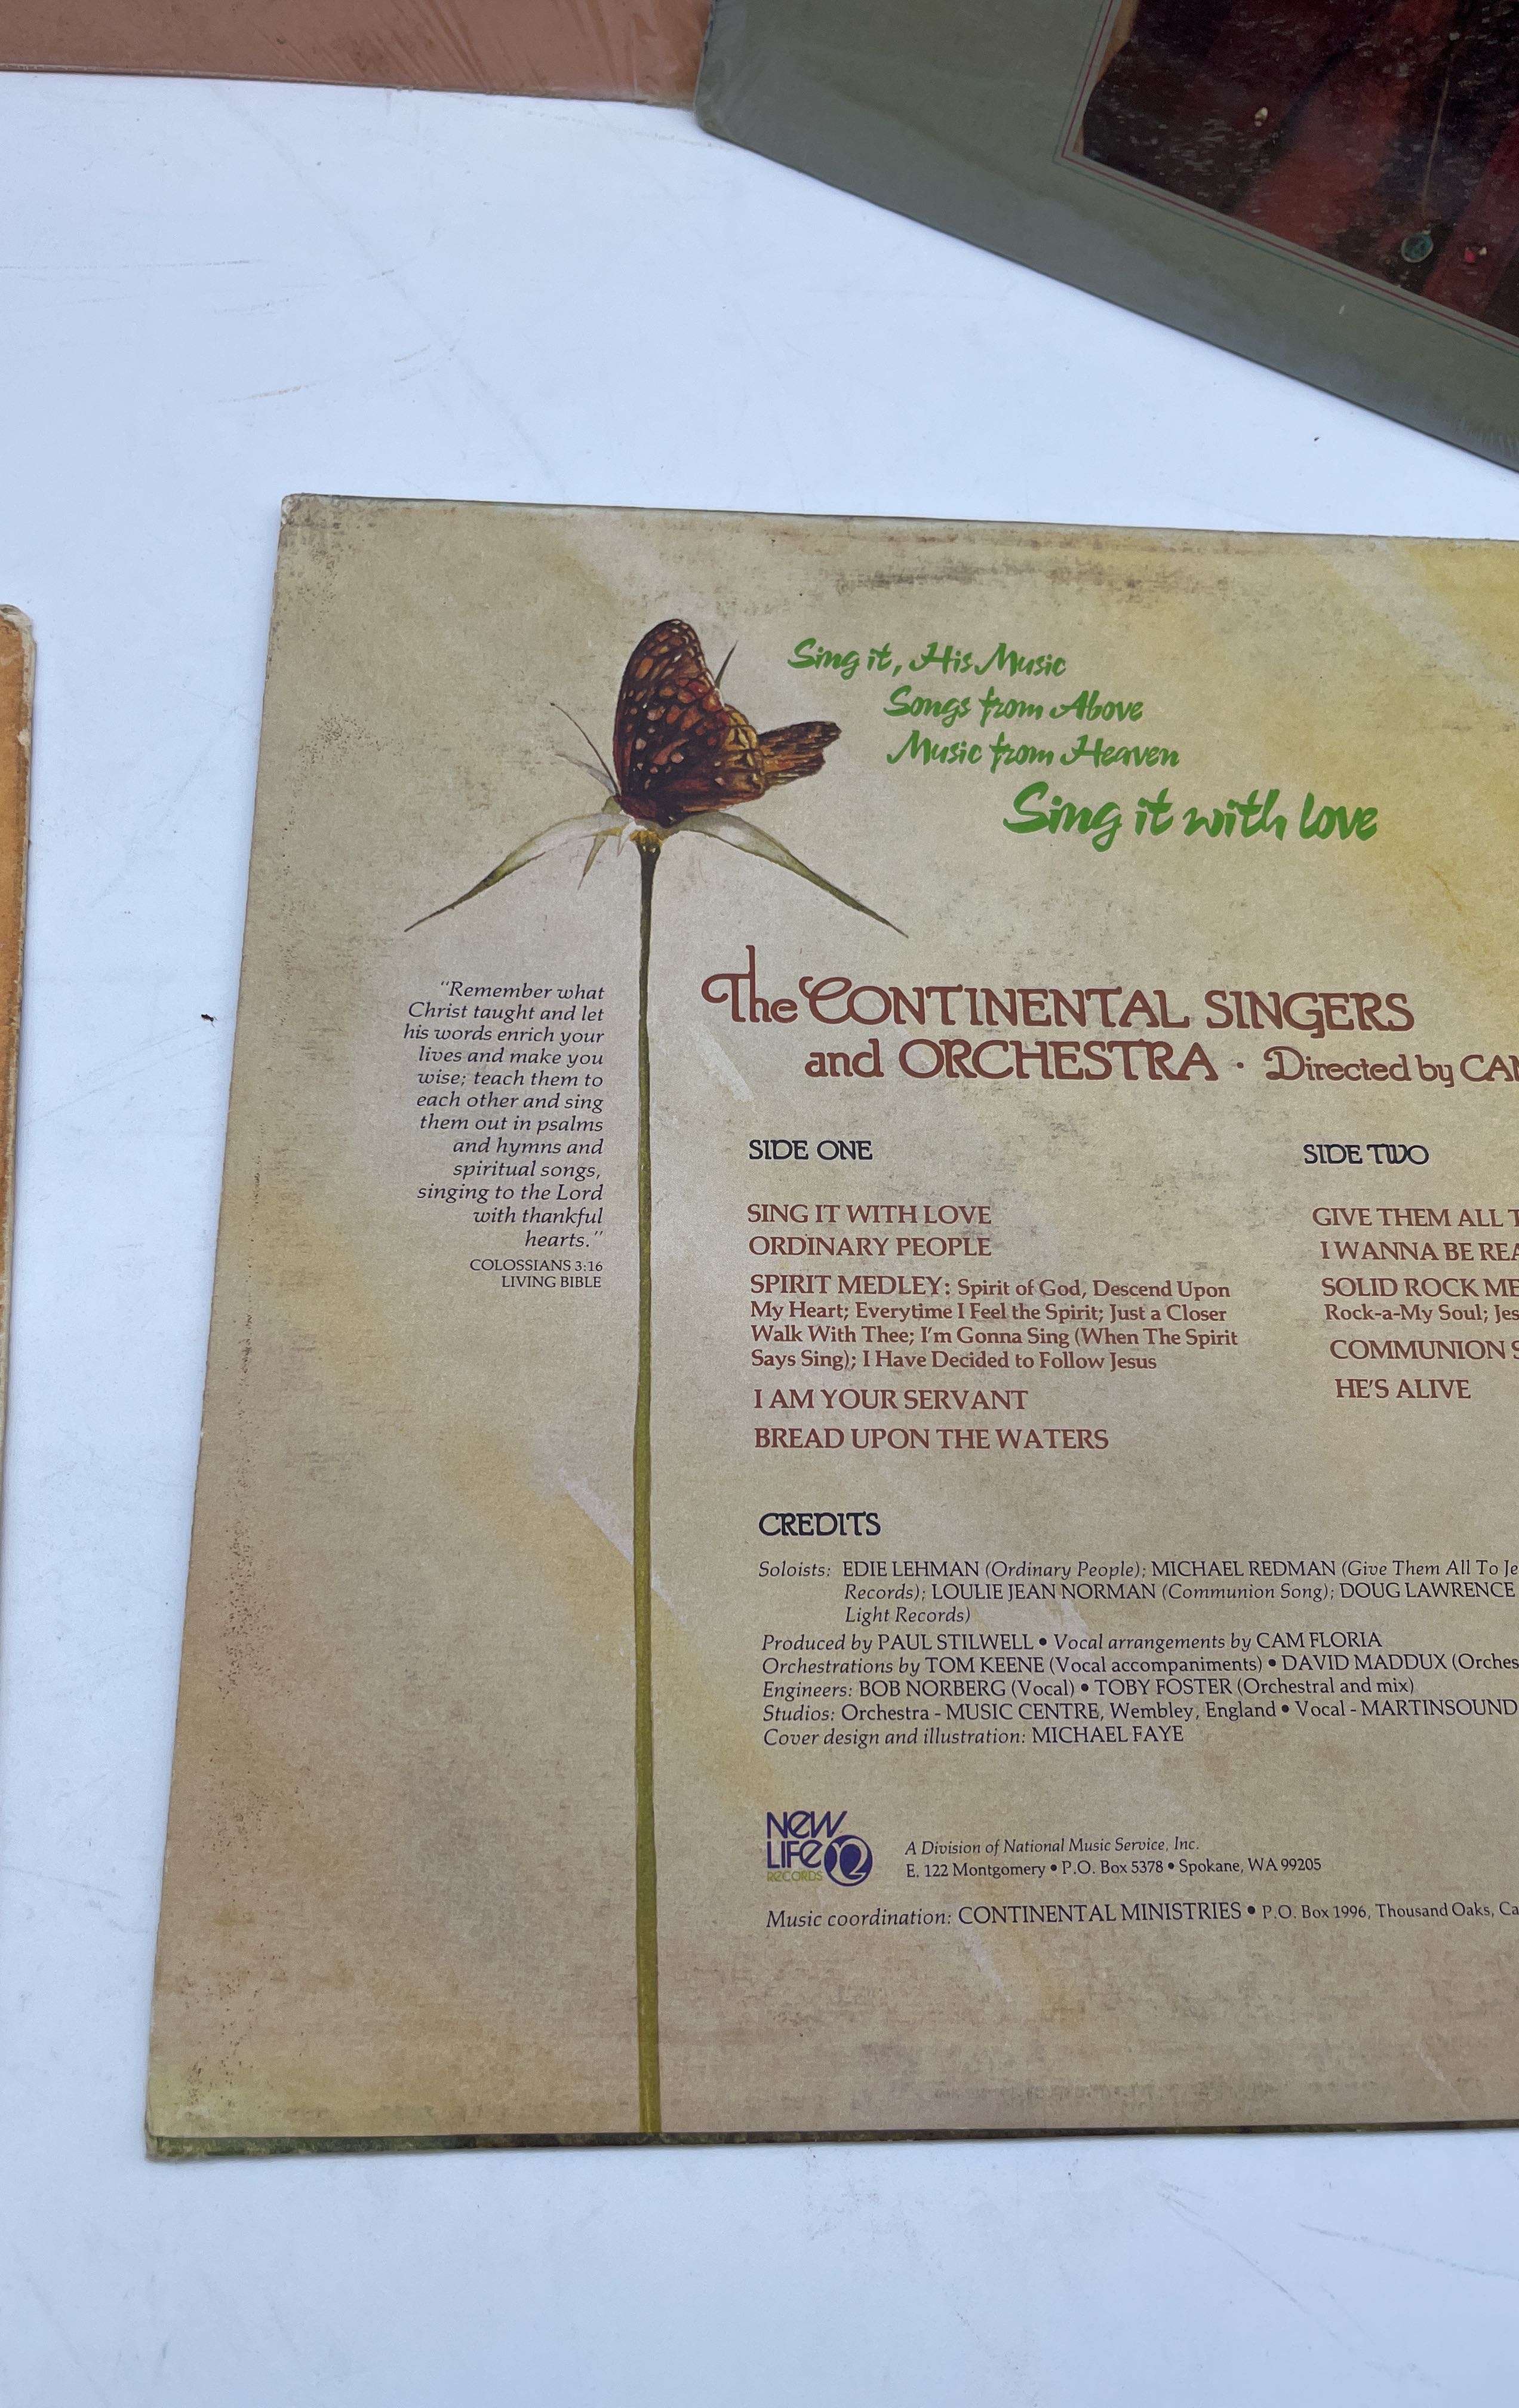 Sing it, His Music
Songs from Above
Music from Heaven
Sing it with love
"Remember what
Christ taught and let
his words enrich your
lives and make you
wise; teach them to
each other and sing
them out in psalms
and hymns and
spiritual songs,
singing to the Lord
with thankful
hearts."
COLOSSIANS 3:16
LIVING BIBLE
The CONTINENTAL SINGERS
and ORCHESTRA · Directed by
SIDE ONE
SING IT WITH LOVE
ORDINARY PEOPLE
SPIRIT MEDLEY: Spirit of God, Descend Upon
My Heart; Everytime I Feel the Spirit; Just a Closer
Walk With Thee; I'm Gonna Sing (When The Spirit
Says Sing); I Have Decided to Follow Jesus
I AM YOUR SERVANT
BREAD UPON THE WATERS
SIDE TWO
GIVE THEM ALL
I WANNA BE
SOLID ROCK
Rock-a-My Soul;
COMMUNION
HE'S ALIVE
CREDITS
Soloists: EDIE LEHMAN (Ordinary People); MICHAEL REDMAN (Give Them All To
Records); LOULIE JEAN NORMAN (Communion Song); DOUG LAWRENCE
Light Records)
Produced by PAUL STILWELL • Vocal arrangements by CAM FLORIA
Orchestrations by TOM KEENE (Vocal accompaniments) • DAVID MADDUX
Engineers: BOB NORBERG (Vocal) • TOBY FOSTER (Orchestral and mix)
Studios: Orchestra - MUSIC CENTRE, Wembley, England • Vocal - MARTINSOUND
Cover design and illustration: MICHAEL FAYE
NEW
LIFE
RECORDS
A Division of National Music Service, Inc.
E. 122 Montgomery • P.O. Box 5378 • Spokane, WA 99205
Music coordination: CONTINENTAL MINISTRIES • P.O. Box 1996, Thousand Oaks,